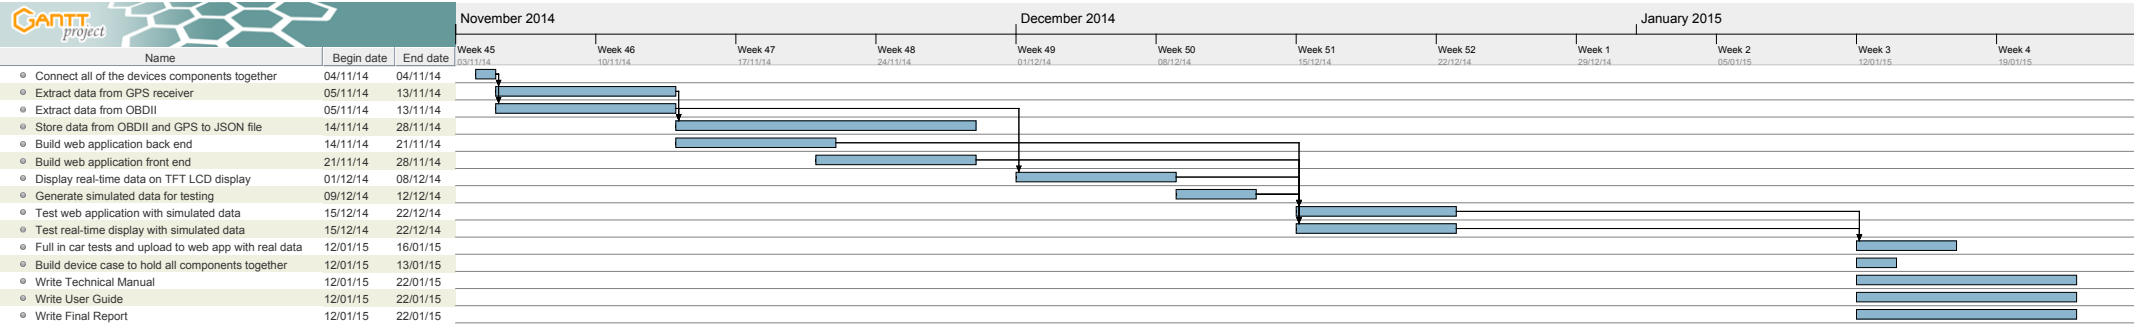 GANTT project
November 2014 December 2014 January 2015
Week 45 Week 46 Week 47 Week 48 Week 49 Week 50 Week 51 Week 52 Week 1 Week 2 Week 3 Week 4
Name Begin date End date 03/11/14 10/11/14 17/11/14 24/11/14 01/12/14 08/12/14 15/12/14 22/12/14 29/12/14 05/01/15 12/01/15 19/01/15
Connect all of the devices components together 04/11/14 04/11/14
Extract data from GPS receiver 05/11/14 13/11/14
Extract data from OBDII 05/11/14 13/11/14
Store data from OBDII and GPS to JSON file 14/11/14 28/11/14
Build web application back end 14/11/14 21/11/14
Build web application front end 21/11/14 28/11/14
Display real-time data on TFT LCD display 01/12/14 08/12/14
Generate simulated data for testing 09/12/14 12/12/14
Test web application with simulated data 15/12/14 22/12/14
Test real-time display with simulated data 15/12/14 22/12/14
Full in car tests and upload to web app with real data 12/01/15 16/01/15
Build device case to hold all components together 12/01/15 13/01/15
Write Technical Manual 12/01/15 22/01/15
Write User Guide 12/01/15 22/01/15
Write Final Report 12/01/15 22/01/15